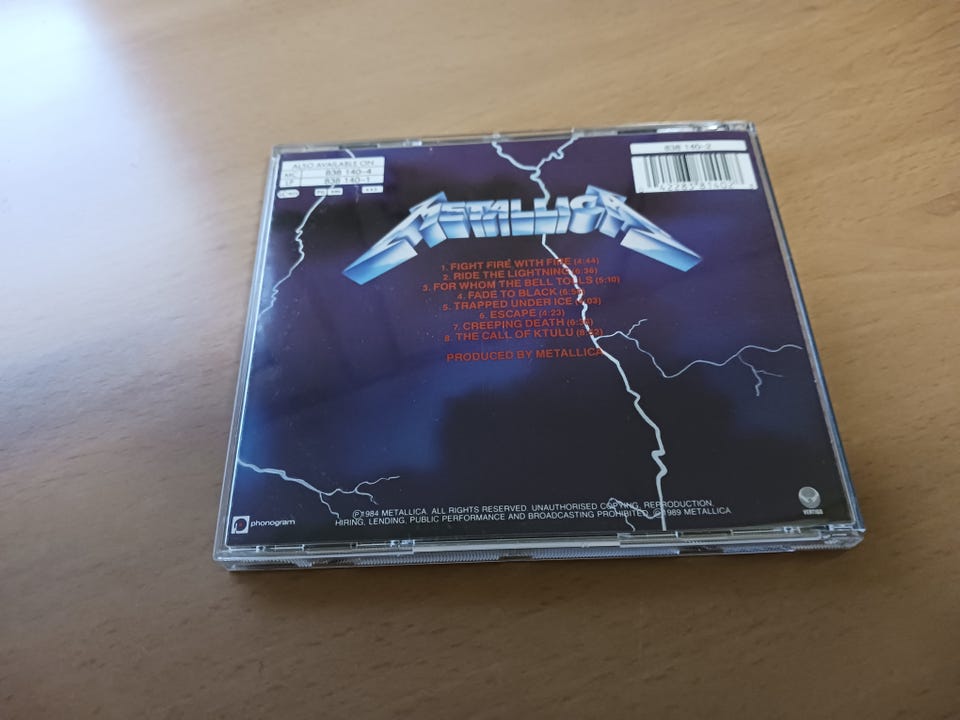 ALSO AVAILABLE ON
MC 838 140-4
LP 838 140-1
838 140-2
METALLICA
1. FIGHT FIRE WITH FIRE (4:44)
2. RIDE THE LIGHTNING (6:36)
3. FOR WHOM THE BELL TOLLS (5:10)
4. FADE TO BLACK
5. TRAPPED UNDER ICE
6. ESCAPE (4:23)
7. CREEPING DEATH
8. THE CALL OF KTULU
PRODUCED BY METALLICA
Ⓟ1984 METALLICA. ALL RIGHTS RESERVED. UNAUTHORISED COPYING, REPRODUCTION,
HIRING, LENDING, PUBLIC PERFORMANCE AND BROADCASTING PROHIBITED. ©1989 METALLICA
phonogram
VERTIGO